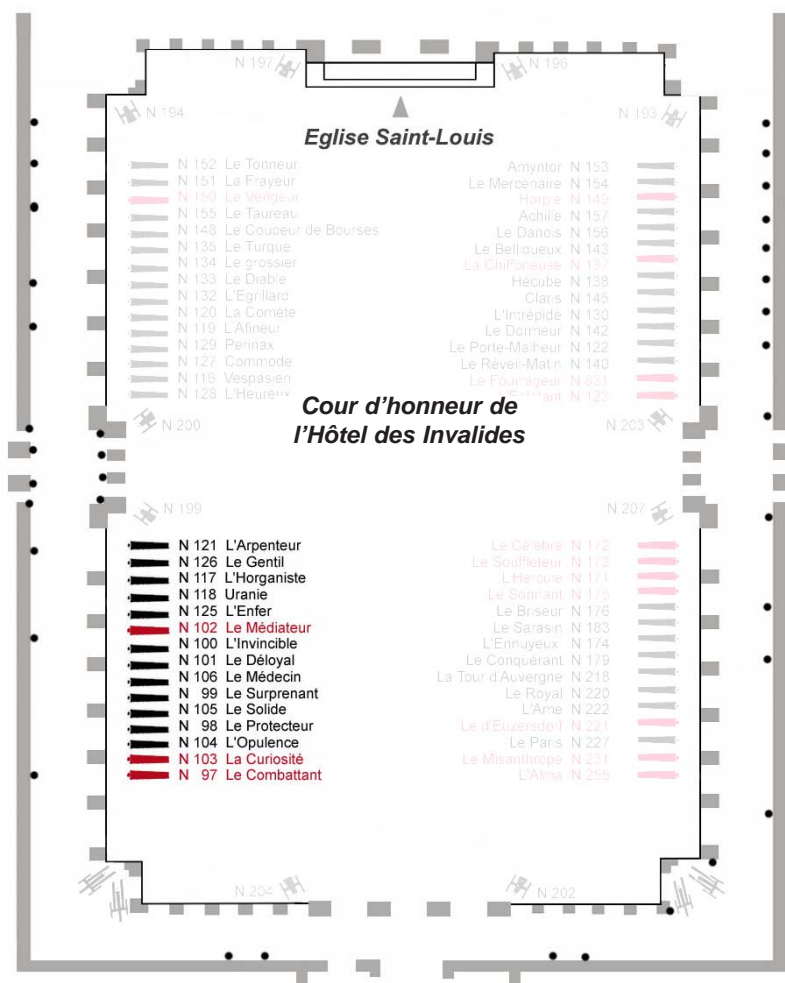 N 197
N 196
N 194
N 193
Eglise Saint-Louis
N 152 Le Tonneur
N 151 La Frayeur
N 150 Le Vengeur
N 155 Le Taureau
N 148 Le Coupeur de Bourses
N 135 Le Turque
N 134 Le grossier
N 133 Le Diable
N 132 L'Egrillard
N 120 La Comète
N 119 L'Afineur
N 129 Perinax
N 127 Commode
N 116 Vespasien
N 128 L'Heureux
Amyntor N 153
Le Mercenaire N 154
Harpie N 149
Achille N 157
Le Danois N 156
Le Belliqueux N 143
La Chiffoneuse N 137
Hécube N 138
Claris N 145
L'Intrépide N 130
Le Dormeur N 142
Le Porte-Malheur N 122
Le Réveil-Matin N 140
Le Fourrageur N 831
N 123
Cour d'honneur de
l'Hôtel des Invalides
N 200
N 203
N 199
N 207
N 121 L'Arpenteur
N 126 Le Gentil
N 117 L'Horganiste
N 118 Uranie
N 125 L'Enfer
N 102 Le Médiateur
N 100 L'Invincible
N 101 Le Déloyal
N 106 Le Médecin
N 99 Le Surprenant
N 105 Le Solide
N 98 Le Protecteur
N 104 L'Opulence
N 103 La Curiosité
N 97 Le Combattant
Le Célèbre N 172
Le Souffleteur N 173
L'Hercule N 171
Le Sonnant N 175
Le Briseur N 176
Le Sarasin N 183
L'Ennuyeux N 174
Le Conquérant N 179
La Tour d'Auvergne N 218
Le Royal N 220
L'Ame N 222
Le d'Euzersdorf N 221
Le Paris N 227
Le Misanthrope N 231
L'Alma N 256
N 204
N 202